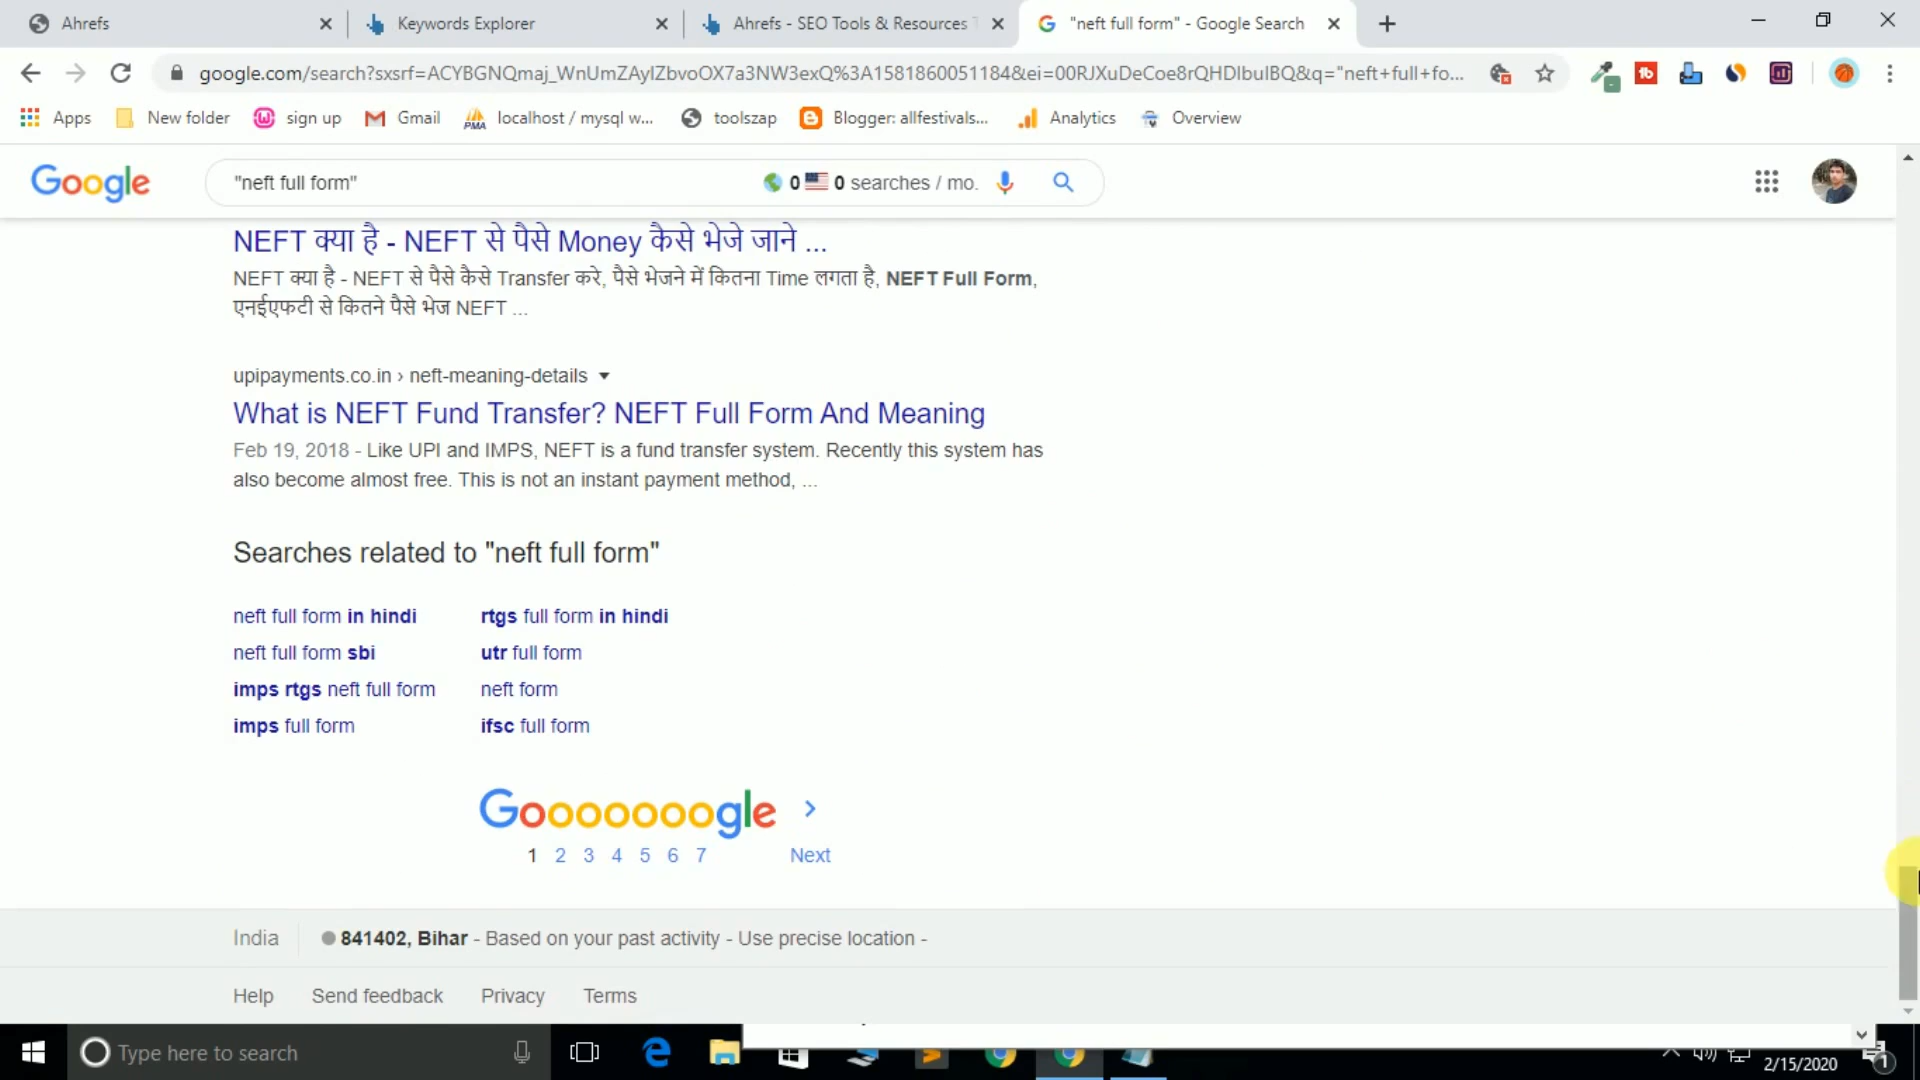 Ahrefs
Keywords Explorer
Ahrefs - SEO Tools & Resources
"neft full form" - Google Search
google.com/search?sxsrf=ACYBGNQmaj_WnUmZAyIZbvoOX7a3NW3exQ%3A1581860051184&ei=00RJXuDeCoe8rQHDlbulBQ&q="neft+full+fo...
Apps
New folder
sign up
Gmail
localhost / mysql w...
toolszap
Blogger: allfestivals...
Analytics
Overview
Google
"neft full form"
0
0 searches / mo.
NEFT क्या है - NEFT से पैसे Money कैसे भेजे जाने ...
NEFT क्या है - NEFT से पैसे कैसे Transfer करे, पैसे भेजने में कितना Time लगता है, NEFT Full Form,
एनईएफटी से कितने पैसे भेज NEFT ...
upipayments.co.in › neft-meaning-details
What is NEFT Fund Transfer? NEFT Full Form And Meaning
Feb 19, 2018 - Like UPI and IMPS, NEFT is a fund transfer system. Recently this system has
also become almost free. This is not an instant payment method, ...
Searches related to "neft full form"
neft full form in hindi
rtgs full form in hindi
neft full form sbi
utr full form
imps rtgs neft full form
neft form
imps full form
ifsc full form
Gooooooogle
1 2 3 4 5 6 7
Next
India
841402, Bihar - Based on your past activity - Use precise location -
Help
Send feedback
Privacy
Terms
Type here to search
2/15/2020
1